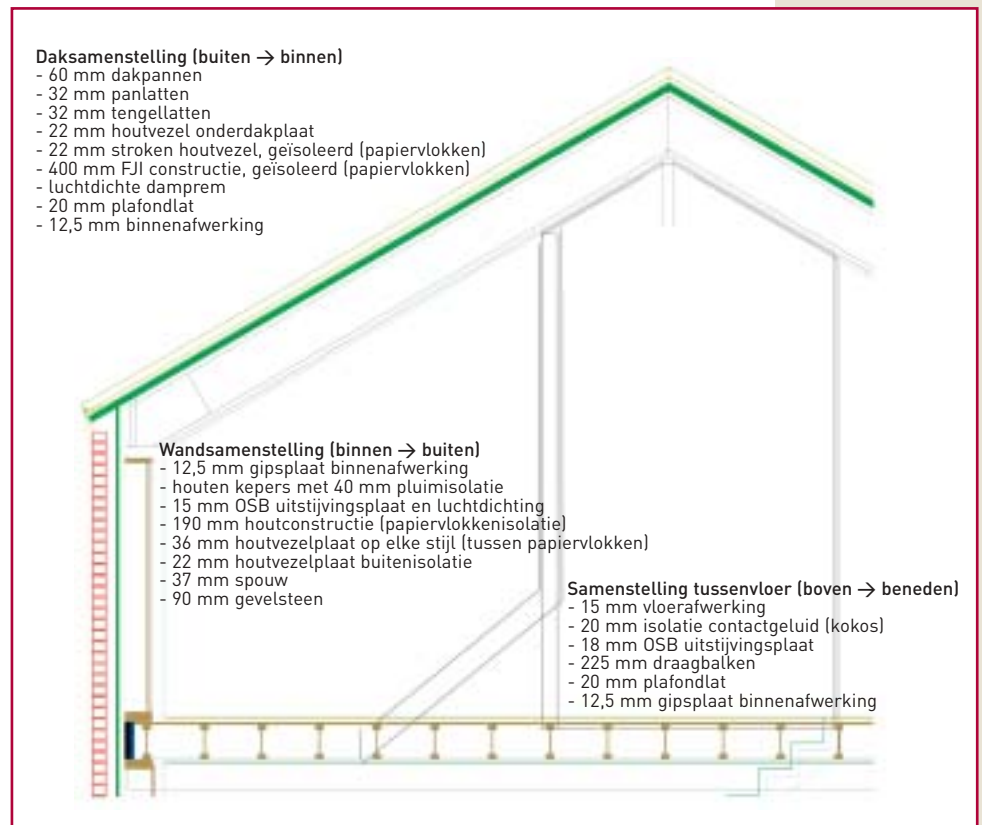 Daksamenstelling (buiten → binnen)
- 60 mm dakpannen
- 32 mm panlatten
- 32 mm tengellatten
- 22 mm houtvezel onderdakplaat
- 22 mm stroken houtvezel, geïsoleerd (papiervlokken)
- 400 mm FJI constructie, geïsoleerd (papiervlokken)
- luchtdichte damprem
- 20 mm plafondlat
- 12,5 mm binnenafwerking
Wandsamenstelling (binnen → buiten)
- 12,5 mm gipsplaat binnenafwerking
- houten kepers met 40 mm pluimisolatie
- 15 mm OSB uitstijvingsplaat en luchtdichting
- 190 mm houtconstructie (papiervlokkenisolatie)
- 36 mm houtvezelplaat op elke stijl (tussen papiervlokken)
- 22 mm houtvezelplaat buitenisolatie
- 37 mm spouw
- 90 mm gevelsteen
Samenstelling tussenvloer (boven → beneden)
- 15 mm vloerafwerking
- 20 mm isolatie contactgeluid (kokos)
- 18 mm OSB uitstijvingsplaat
- 225 mm draagbalken
- 20 mm plafondlat
- 12,5 mm gipsplaat binnenafwerking